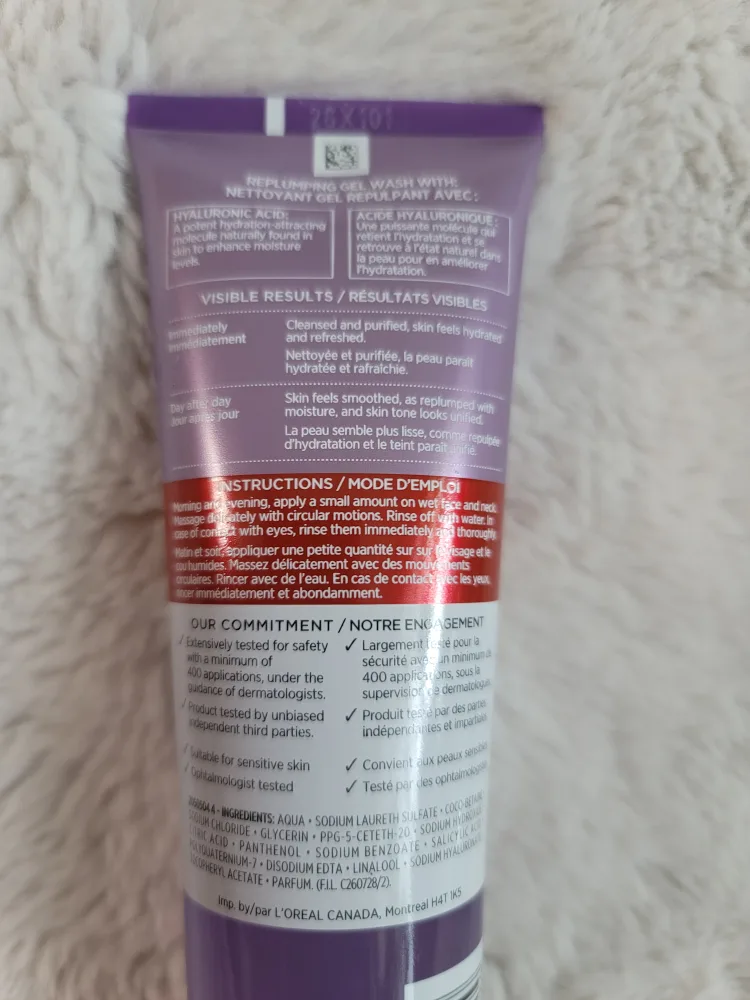 26X101
REPLUMPING GEL WASH WITH:
NETTOYANT GEL REPULPANT AVEC :
HYALURONIC ACID:
A potent hydration-attracting
molecule naturally found in
skin to enhance moisture
levels.
ACIDE HYALURONIQUE :
Une puissante molécule qui
retient l'hydratation et se
retrouve à l'état naturel dans
la peau pour en améliorer
l'hydratation.
VISIBLE RESULTS / RÉSULTATS VISIBLES
Immediately
Immédiatement
Cleansed and purified, skin feels hydrated
and refreshed.
Nettoyée et purifiée, la peau paraît
hydratée et rafraîchie.
Day after day
Jour après jour
Skin feels smoothed, as replumped with
moisture, and skin tone looks unified.
La peau semble plus lisse, comme repulpée
d'hydratation et le teint paraît unifié.
INSTRUCTIONS / MODE D'EMPLOI
Morning and evening, apply a small amount on wet face and neck.
Massage delicately with circular motions. Rinse off with water. In
case of contact with eyes, rinse them immediately and thoroughly.
Matin et soir, appliquer une petite quantité sur sur le visage et le
cou humides. Massez délicatement avec des mouvements
circulaires. Rincer avec de l'eau. En cas de contact avec les yeux,
rincer immédiatement et abondamment.
OUR COMMITMENT / NOTRE ENGAGEMENT
✓ Extensively tested for safety
with a minimum of
400 applications, under the
guidance of dermatologists.
✓ Product tested by unbiased
independent third parties.
✓ Suitable for sensitive skin
✓ Ophtalmologist tested
✓ Largement testé pour la
sécurité avec un minimum de
400 applications, sous la
supervision de dermatologues.
✓ Produit testé par des parties
indépendantes et impartiales.
✓ Convient aux peaux sensibles
✓ Testé par des ophtalmologistes
INGREDIENTS: AQUA • SODIUM LAURETH SULFATE • COCO-BETAINE •
SODIUM CHLORIDE • GLYCERIN • PPG-5-CETETH-20 • SODIUM HYDROXIDE •
CITRIC ACID • PANTHENOL • SODIUM BENZOATE • SALICYLIC ACID •
POLYQUATERNIUM-7 • DISODIUM EDTA • LINALOOL • SODIUM HYALURONATE •
TOCOPHERYL ACETATE • PARFUM. (F.I.L. C260728/2).
Imp. by/par L'OREAL CANADA, Montreal H4T 1K5